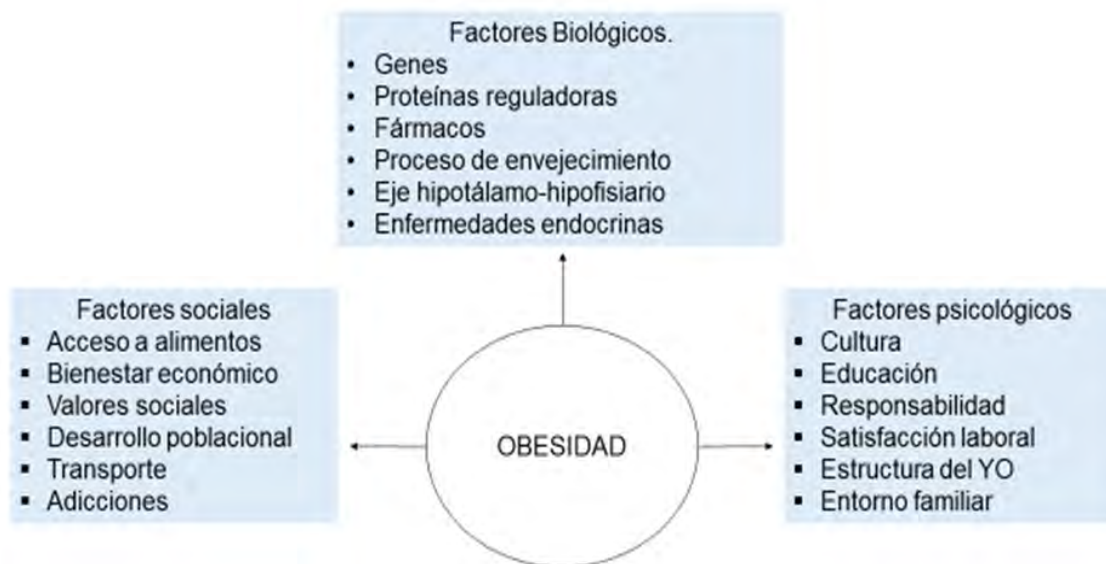 Factores Biológicos.
• Genes
• Proteínas reguladoras
• Fármacos
• Proceso de envejecimiento
• Eje hipotálamo-hipofisiario
• Enfermedades endocrinas
Factores sociales
▪ Acceso a alimentos
▪ Bienestar económico
▪ Valores sociales
▪ Desarrollo poblacional
▪ Transporte
▪ Adicciones
OBESIDAD
Factores psicológicos
▪ Cultura
▪ Educación
▪ Responsabilidad
▪ Satisfacción laboral
▪ Estructura del YO
▪ Entorno familiar